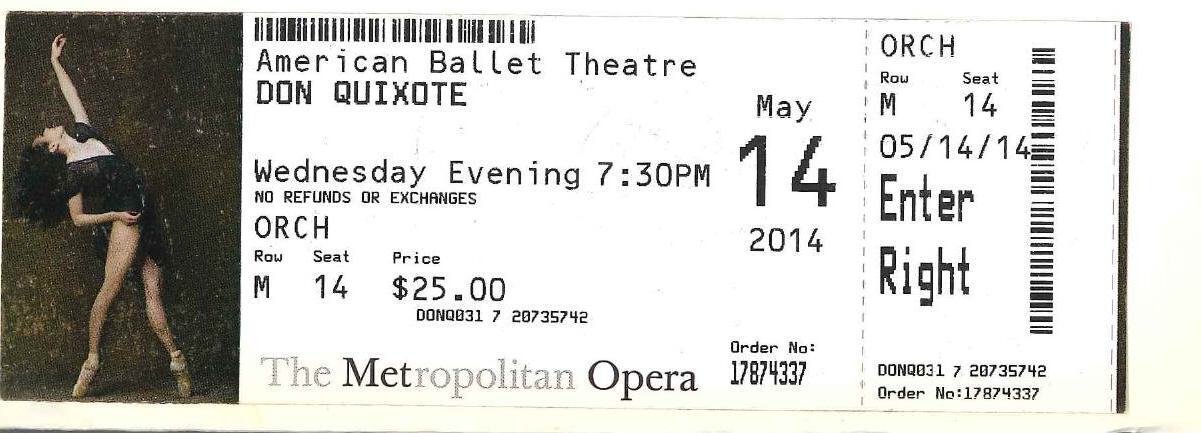 American Ballet Theatre
DON QUIXOTE
Wednesday Evening 7:30PM
NO REFUNDS OR EXCHANGES
ORCH
Row Seat Price
M 14 $25.00
DONQ031 7 20735742
The Metropolitan Opera
May
14
2014
Order No:
17874337
ORCH
Row Seat
M 14
05/14/14
Enter
Right
DONQ031 7 20735742
Order No:17874337